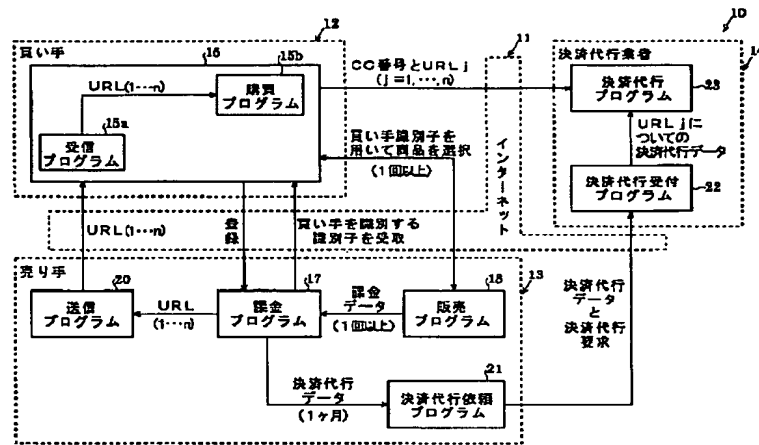 10
買い手
12
16
URL(1…n)
15b
購買
プログラム
15a
受信
プログラム
CC番号とURLj
(j=1,…,n)
11
決済代行業者
14
決済代行
プログラム
23
URLjに
ついての
決済代行データ
決済代行受付
プログラム
22
買い手識別子を
用いて商品を選択
(1回以上)
インターネット
URL(1…n)
登録
買い手を識別する
識別子を受取
売り手
13
20
送信
プログラム
URL
(1…n)
17
課金
プログラム
課金
データ
(1回以上)
18
販売
プログラム
決済代行
データ
(1ヶ月)
21
決済代行依頼
プログラム
決済代行
データ
と
決済代行
要求